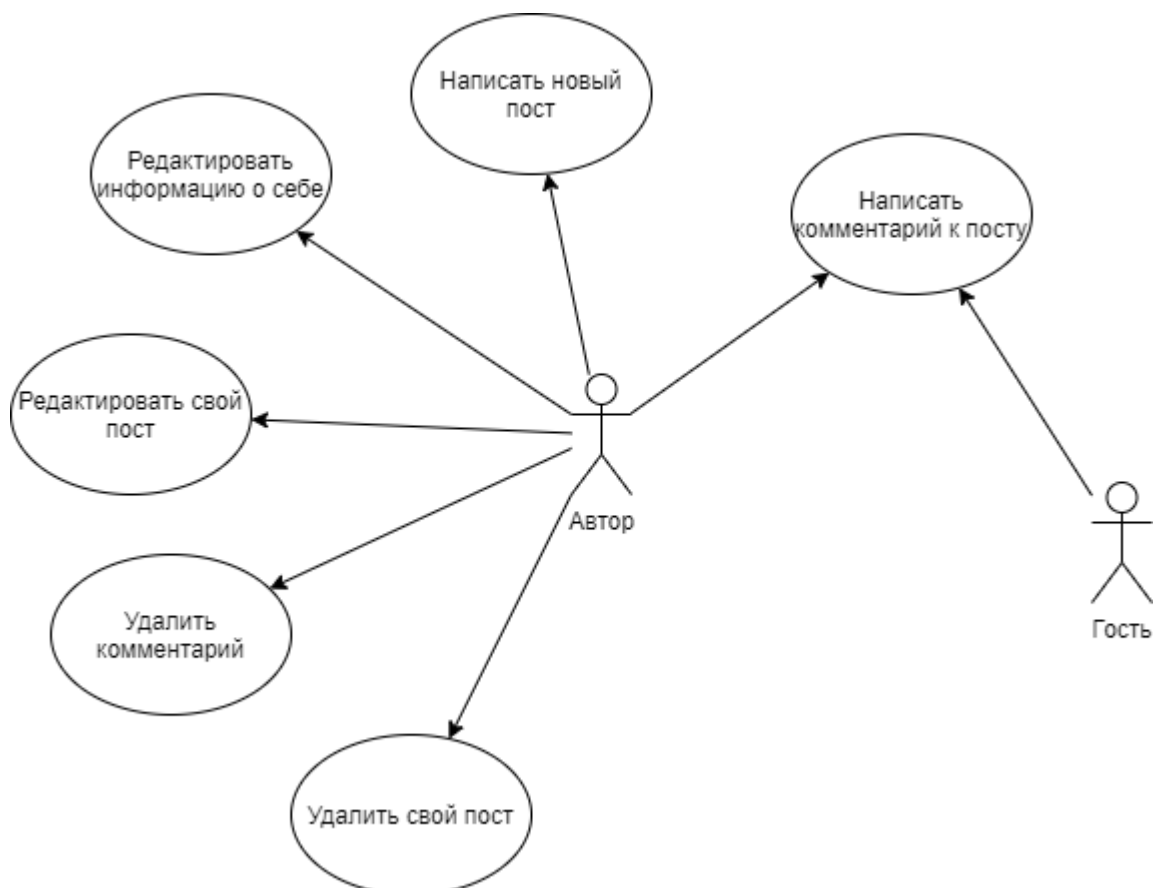 Написать новый
пост
Редактировать
информацию о себе
Написать
комментарий к посту
Редактировать свой
пост
Автор
Удалить
комментарий
Гость
Удалить свой пост